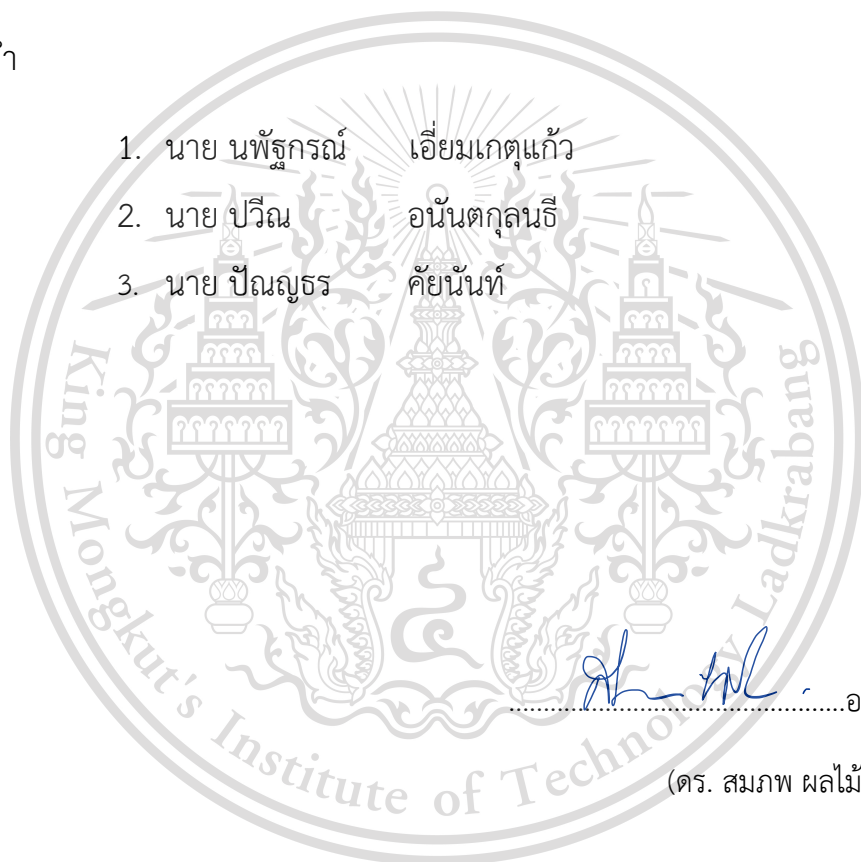 1. นาย นพัฐกรณ์ เอี่ยมเกตุแก้ว
2. นาย ปวีณ อนันตกุลนธี
3. นาย ปัณญธร คัยนันท์
King Mongkut's Institute of Technology Ladkrabang
(ดร. สมภพ ผลไม้